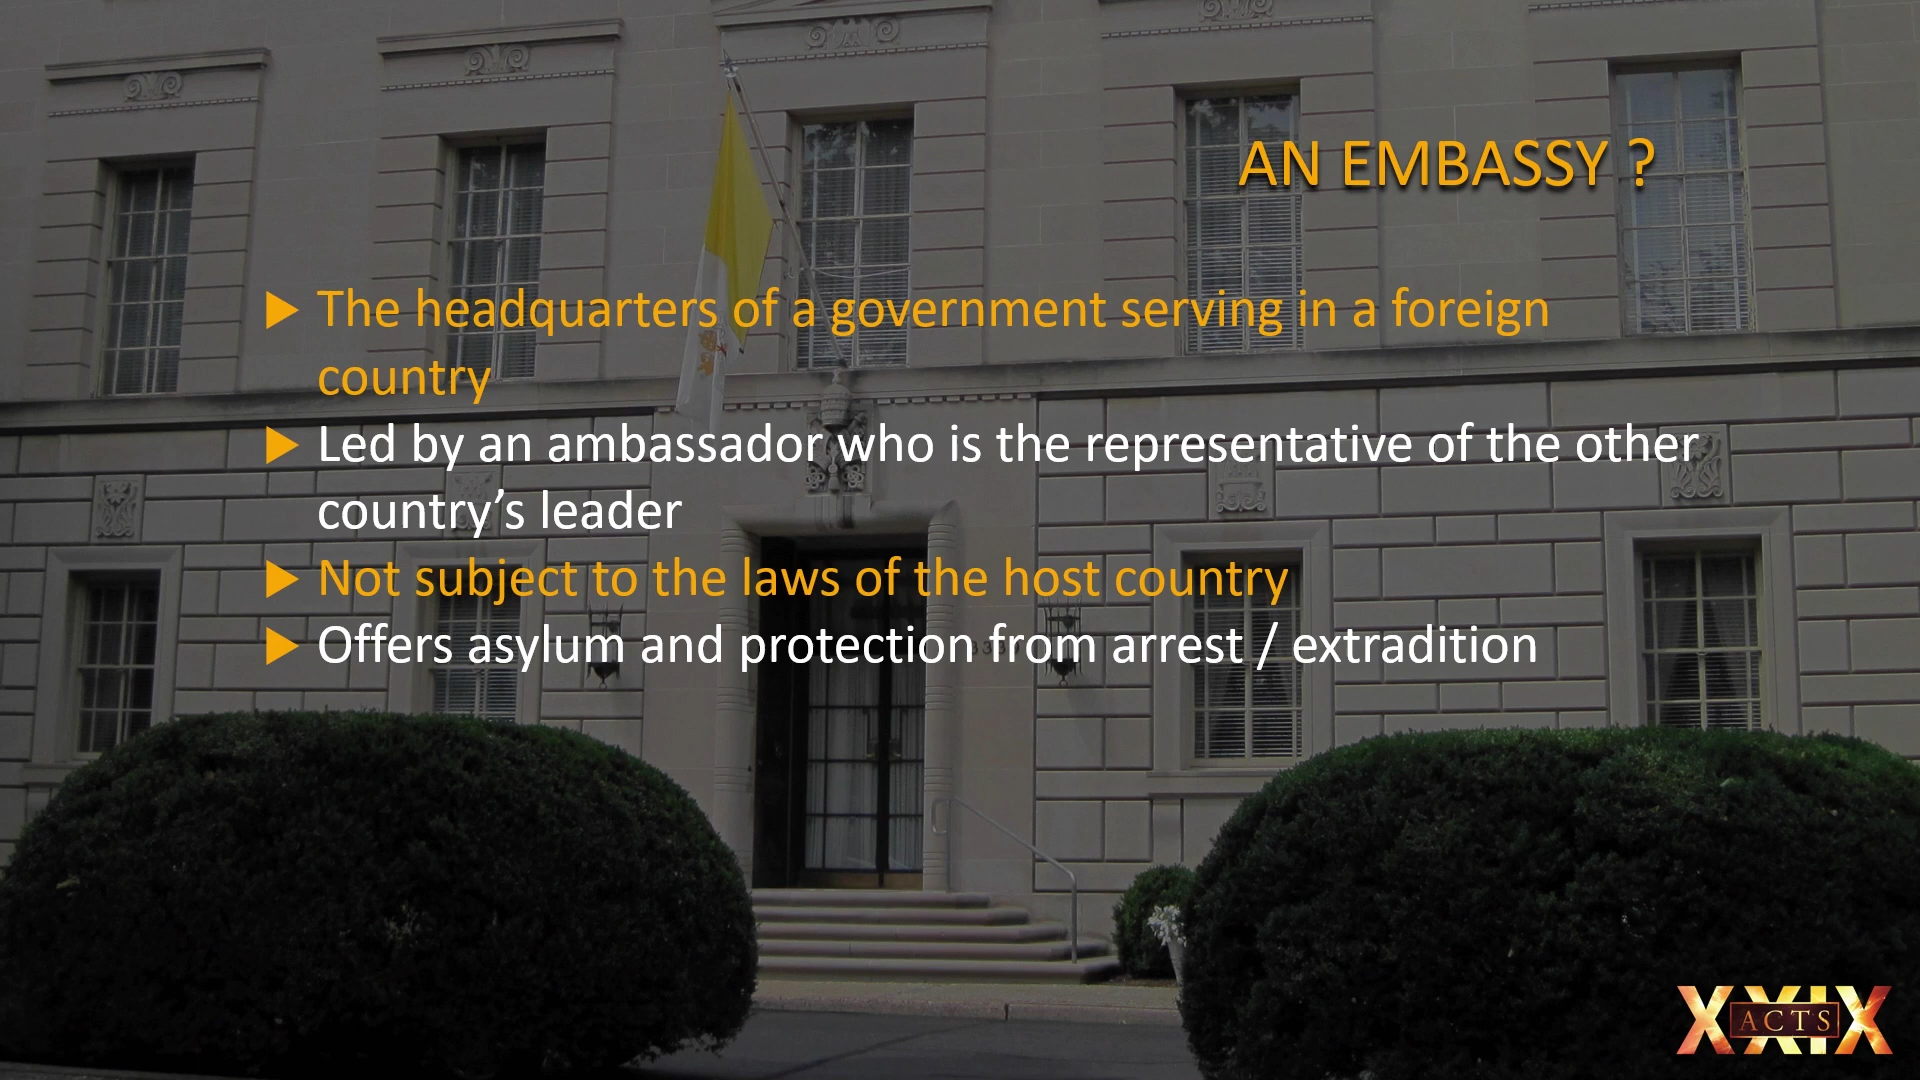 AN EMBASSY ?
The headquarters of a government serving in a foreign
country
Led by an ambassador who is the representative of the other
country’s leader
Not subject to the laws of the host country
Offers asylum and protection from arrest / extradition
XXIX
ACTS